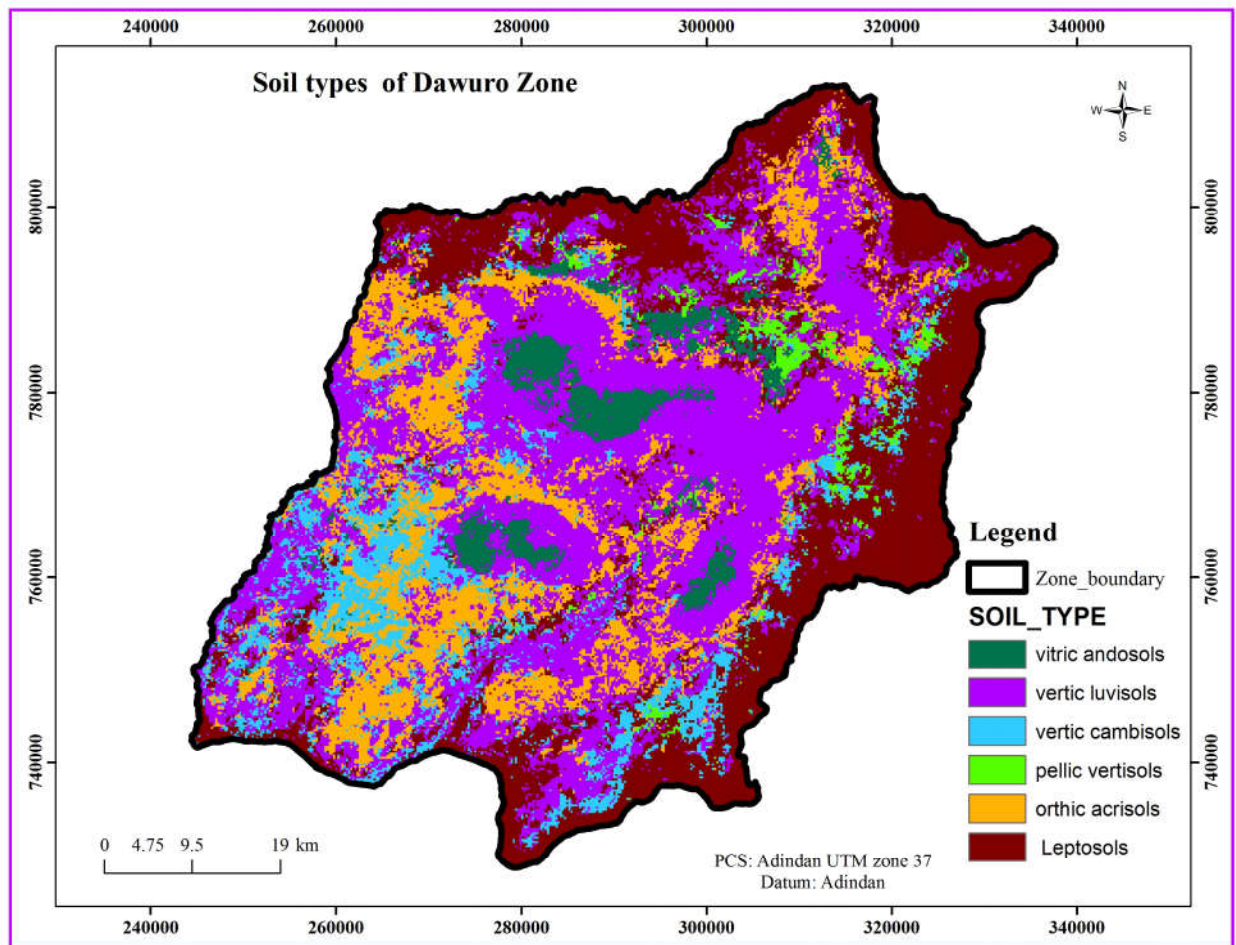 240000 260000 280000 300000 320000 340000
Soil types of Dawuro Zone
N
W E
S
800000 800000
780000 780000
760000 760000
740000 740000
Legend
Zone_boundary
SOIL_TYPE
vitric andosols
vertic luvisols
vertic cambisols
pellic vertisols
orthic acrisols
Leptosols
0 4.75 9.5 19 km
PCS: Adindan UTM zone 37
Datum: Adindan
240000 260000 280000 300000 320000 340000